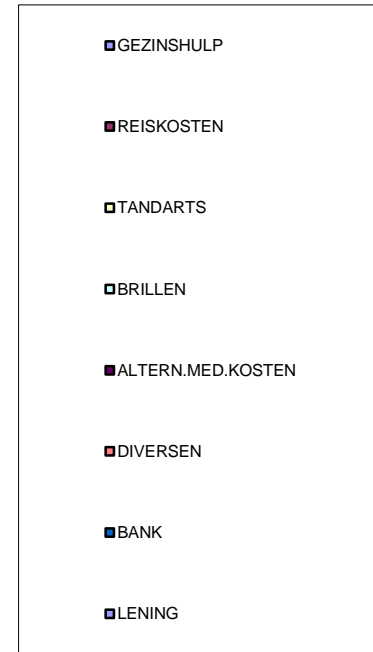 GEZINSHULP
REISKOSTEN
TANDARTS
BRILLEN
ALTERN.MED.KOSTEN
DIVERSEN
BANK
LENING